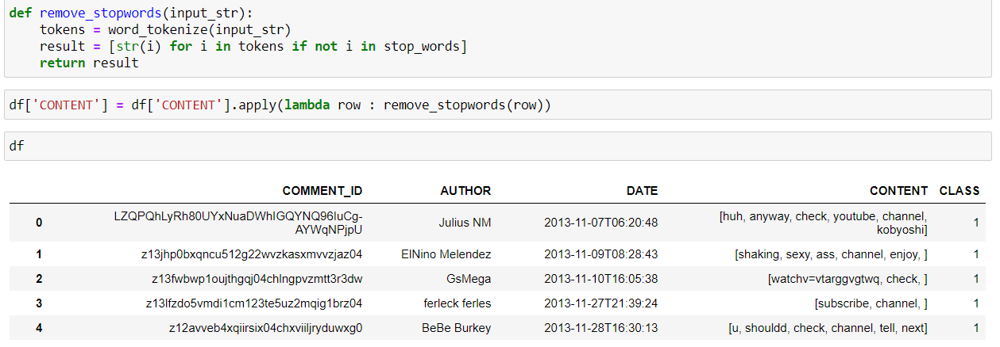 def remove_stopwords(input_str):
    tokens = word_tokenize(input_str)
    result = [str(i) for i in tokens if not i in stop_words]
    return result
df['CONTENT'] = df['CONTENT'].apply(lambda row : remove_stopwords(row))
df
COMMENT_ID AUTHOR DATE CONTENT CLASS
0 LZQPQhLyRh80UYxNuaDWhIGQYNQ96IuCg-AYWqNPjpU Julius NM 2013-11-07T06:20:48 [huh, anyway, check, youtube, channel, kobyoshi] 1
1 z13jhp0bxqncu512g22wvzkasxmvvzjaz04 ElNino Melendez 2013-11-09T08:28:43 [shaking, sexy, ass, channel, enjoy, ] 1
2 z13fwbwp1oujthgqj04chlngpvzmtt3r3dw GsMega 2013-11-10T16:05:38 [watchv=vtarggvgtwq, check, ] 1
3 z13lfzdo5vmdi1cm123te5uz2mqig1brz04 ferleck ferles 2013-11-27T21:39:24 [subscribe, channel, ] 1
4 z12avveb4xqiirsix04chxviiljryduwxg0 BeBe Burkey 2013-11-28T16:30:13 [u, shouldd, check, channel, tell, next] 1